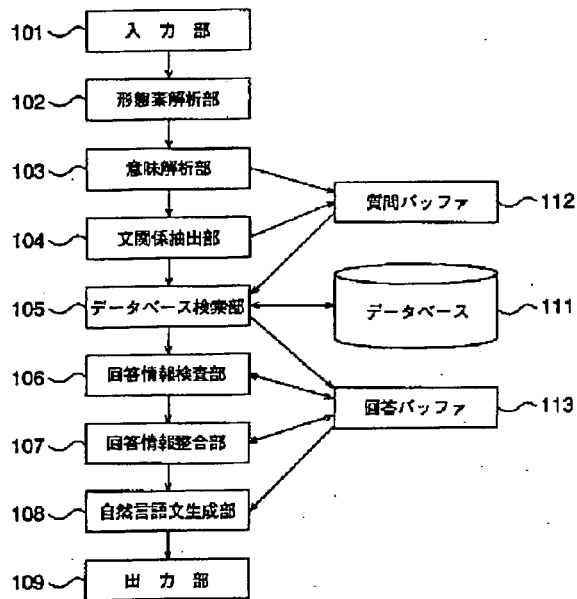 101 入力部
102 形態素解析部
103 意味解析部
質問バッファ 112
104 文関係抽出部
105 データベース検索部
データベース 111
106 回答情報検査部
回答バッファ 113
107 回答情報整合部
108 自然言語文生成部
109 出力部